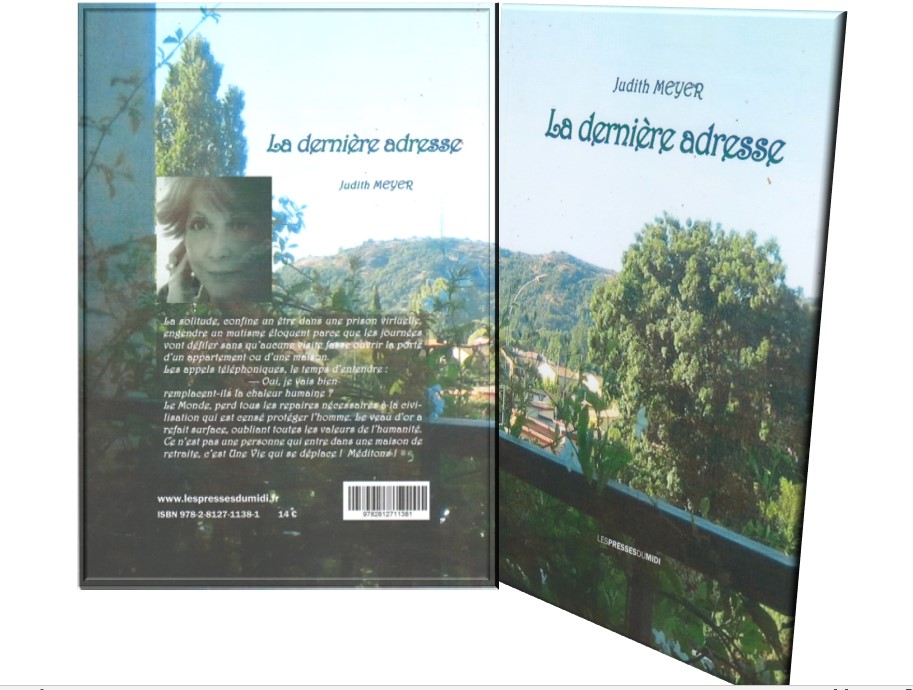 La dernière adresse
Judith MEYER
La solitude, confine un être dans une prison virtuelle,
engendre un mutisme éloquent parce que les journées
vont défiler sans qu'aucune visite fasse ouvrir la porte
d'un appartement ou d'une maison.
Les appels téléphoniques, le temps d'entendre :
— Oui, je vais bien
remplacent-ils la chaleur humaine ?
Le Monde, perd tous les repaires nécessaires à la civi-
lisation qui est censé protéger l'homme. Le veau d'or a
refait surface, oubliant toutes les valeurs de l'humanité.
Ce n'est pas une personne qui entre dans une maison de
retraite, c'est Une Vie qui se déplace ! Méditons !
www.lespressesdumidi.fr
ISBN 978-2-8127-1138-1 14 €
9782812711381
Judith MEYER
La dernière adresse
LESPRESSESDUMIDI